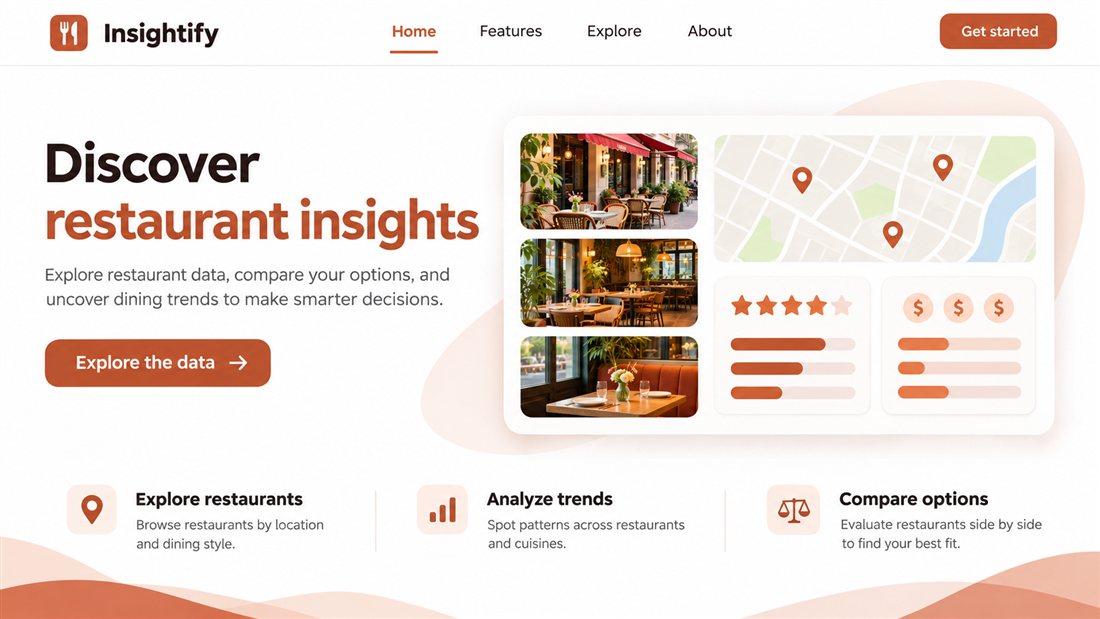 Insightify
Home
Features
Explore
About
Get started
Discover
restaurant insights
Explore restaurant data, compare your options, and
uncover dining trends to make smarter decisions.
Explore the data →
$ $ $
Explore restaurants
Browse restaurants by location
and dining style.
Analyze trends
Spot patterns across restaurants
and cuisines.
Compare options
Evaluate restaurants side by side
to find your best fit.